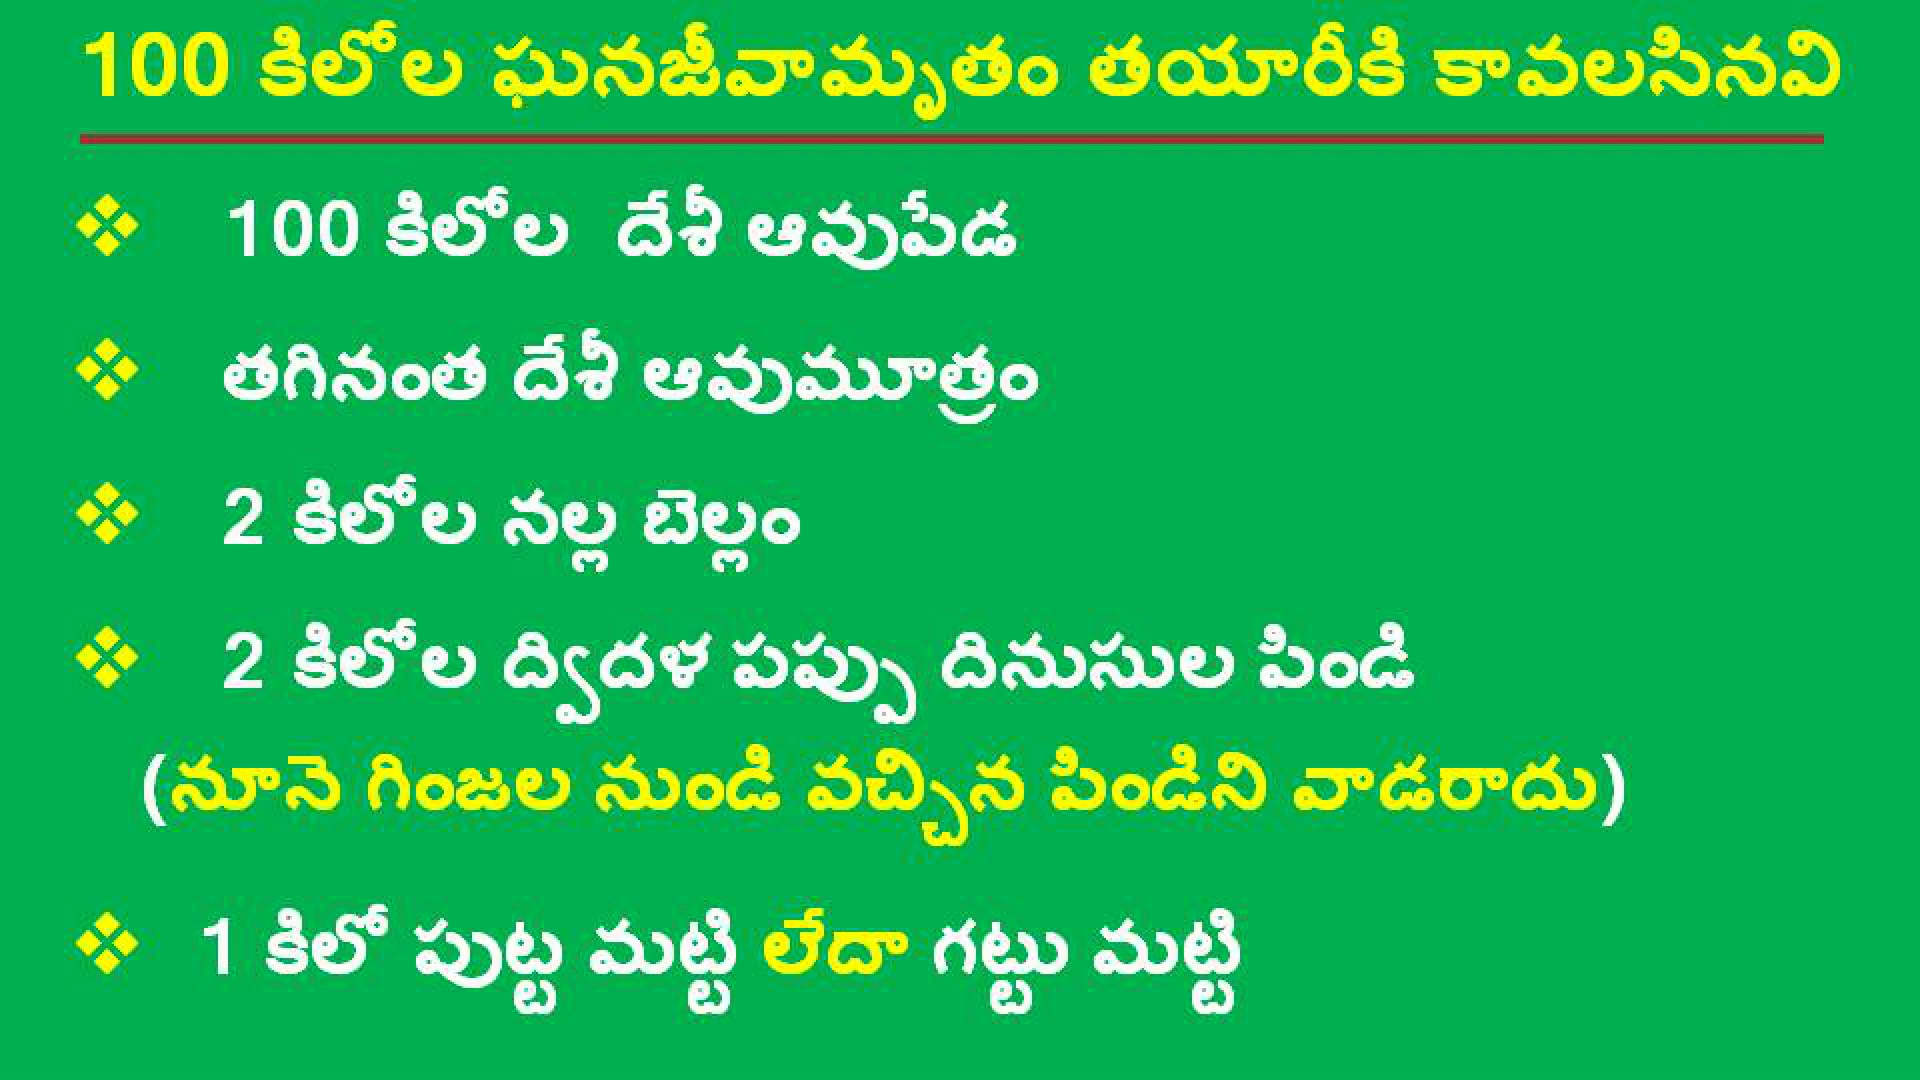 100 కిలోల ఘనజీవామృతం తయారీకి కావలసినవి
❖ 100 కిలోల దేశీ ఆవుపేడ
❖ తగినంత దేశీ ఆవుమూత్రం
❖ 2 కిలోల నల్ల బెల్లం
❖ 2 కిలోల ద్విదళ పప్పు దినుసుల పిండి
(నూనె గింజల నుండి వచ్చిన పిండిని వాడరాదు)
❖ 1 కిలో పుట్ట మట్టి లేదా గట్టు మట్టి